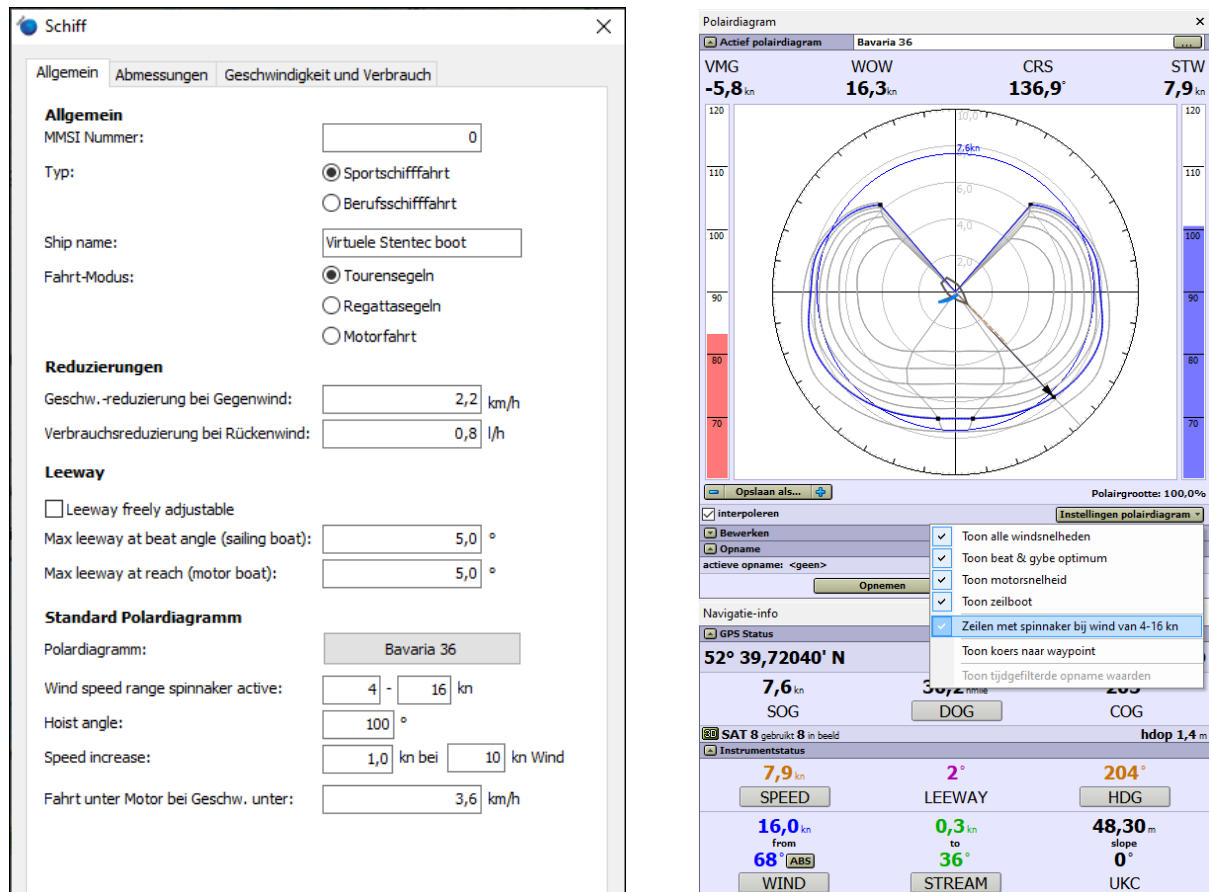 Schiff
Allgemein Abmessungen Geschwindigkeit und Verbrauch
Allgemein
MMSI Nummer: 0
Typ: Sportschifffahrt
Berufsschifffahrt
Ship name: Virtuele Stentec boot
Fahrt-Modus: Tourensegeln
Regattasegeln
Motorfahrt
Reduzierungen
Geschw.-reduzierung bei Gegenwind: 2,2 km/h
Verbrauchsreduzierung bei Rückenwind: 0,8 l/h
Leeway
Leeway freely adjustable
Max leeway at beat angle (sailing boat): 5,0 °
Max leeway at reach (motor boat): 5,0 °
Standard Polardiagramm
Polardiagramm: Bavaria 36
Wind speed range spinnaker active: 4 - 16 kn
Hoist angle: 100 °
Speed increase: 1,0 kn bei 10 kn Wind
Fahrt unter Motor bei Geschw. unter: 3,6 km/h
Polairdiagram
Actief polairdiagram Bavaria 36 ...
VMG WOW CRS STW
-5,8 kn 16,3 kn 136,9° 7,9 kn
120 10,0 120
7,6kn
110 110
6,0
100 4,0 100
2,0
90 90
80 80
70 70
Opslaan als... Polairgrootte: 100,0%
interpoleren Instellingen polairdiagram
Bewerken
Toon alle windsnelheden
Opname
Toon beat & gybe optimum
actieve opname: <geen>
Toon motorsnelheid
Opnemen
Toon zeilboot
Navigatie-info
Zeilen met spinnaker bij wind van 4-16 kn
GPS Status
Toon koers naar waypoint
52° 39,72040' N
Toon tijdgefilterde opname waarden
7,6 kn
nmile
SOG DOG COG
3D SAT 8 gebruikt 8 in beeld hdop 1,4 m
Instrumentstatus
7,9 kn 2° 204°
SPEED LEEWAY HDG
16,0 kn 0,3 kn 48,30 m
from to slope
68° ABS 36° 0°
WIND STREAM UKC